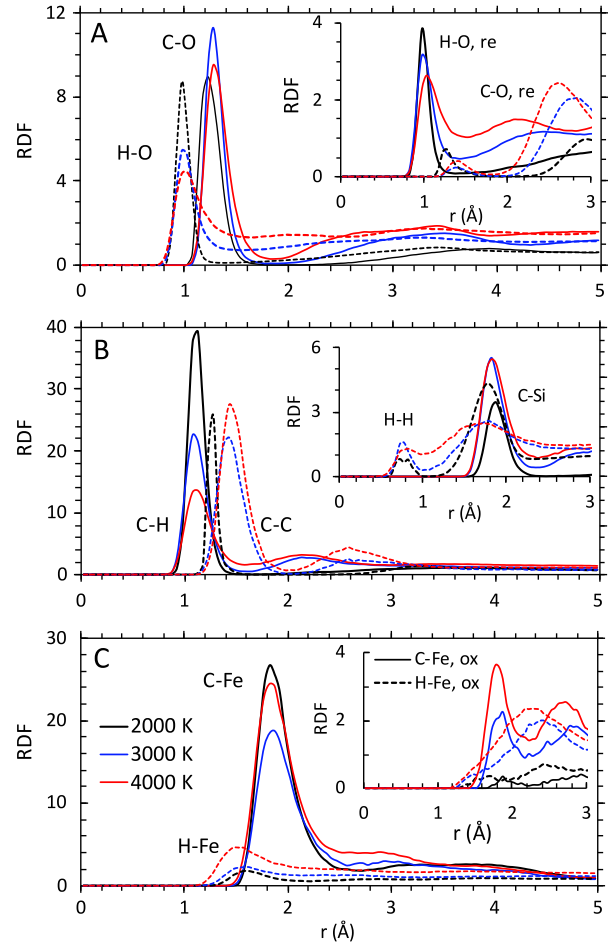 A
C-O
H-O
RDF
12
8
4
0
0 1 2 3 4 5
r (Å)
H-O, re
C-O, re
RDF
4
2
0
0 1 2 3
r (Å)
B
C-H
C-C
RDF
40
30
20
10
0
0 1 2 3 4 5
H-H
C-Si
RDF
6
3
0
0 1 2 3
r (Å)
C
C-Fe
2000 K
3000 K
4000 K
H-Fe
RDF
30
20
10
0
0 1 2 3 4 5
r (Å)
C-Fe, ox
H-Fe, ox
RDF
4
2
0
0 1 2 3
r (Å)